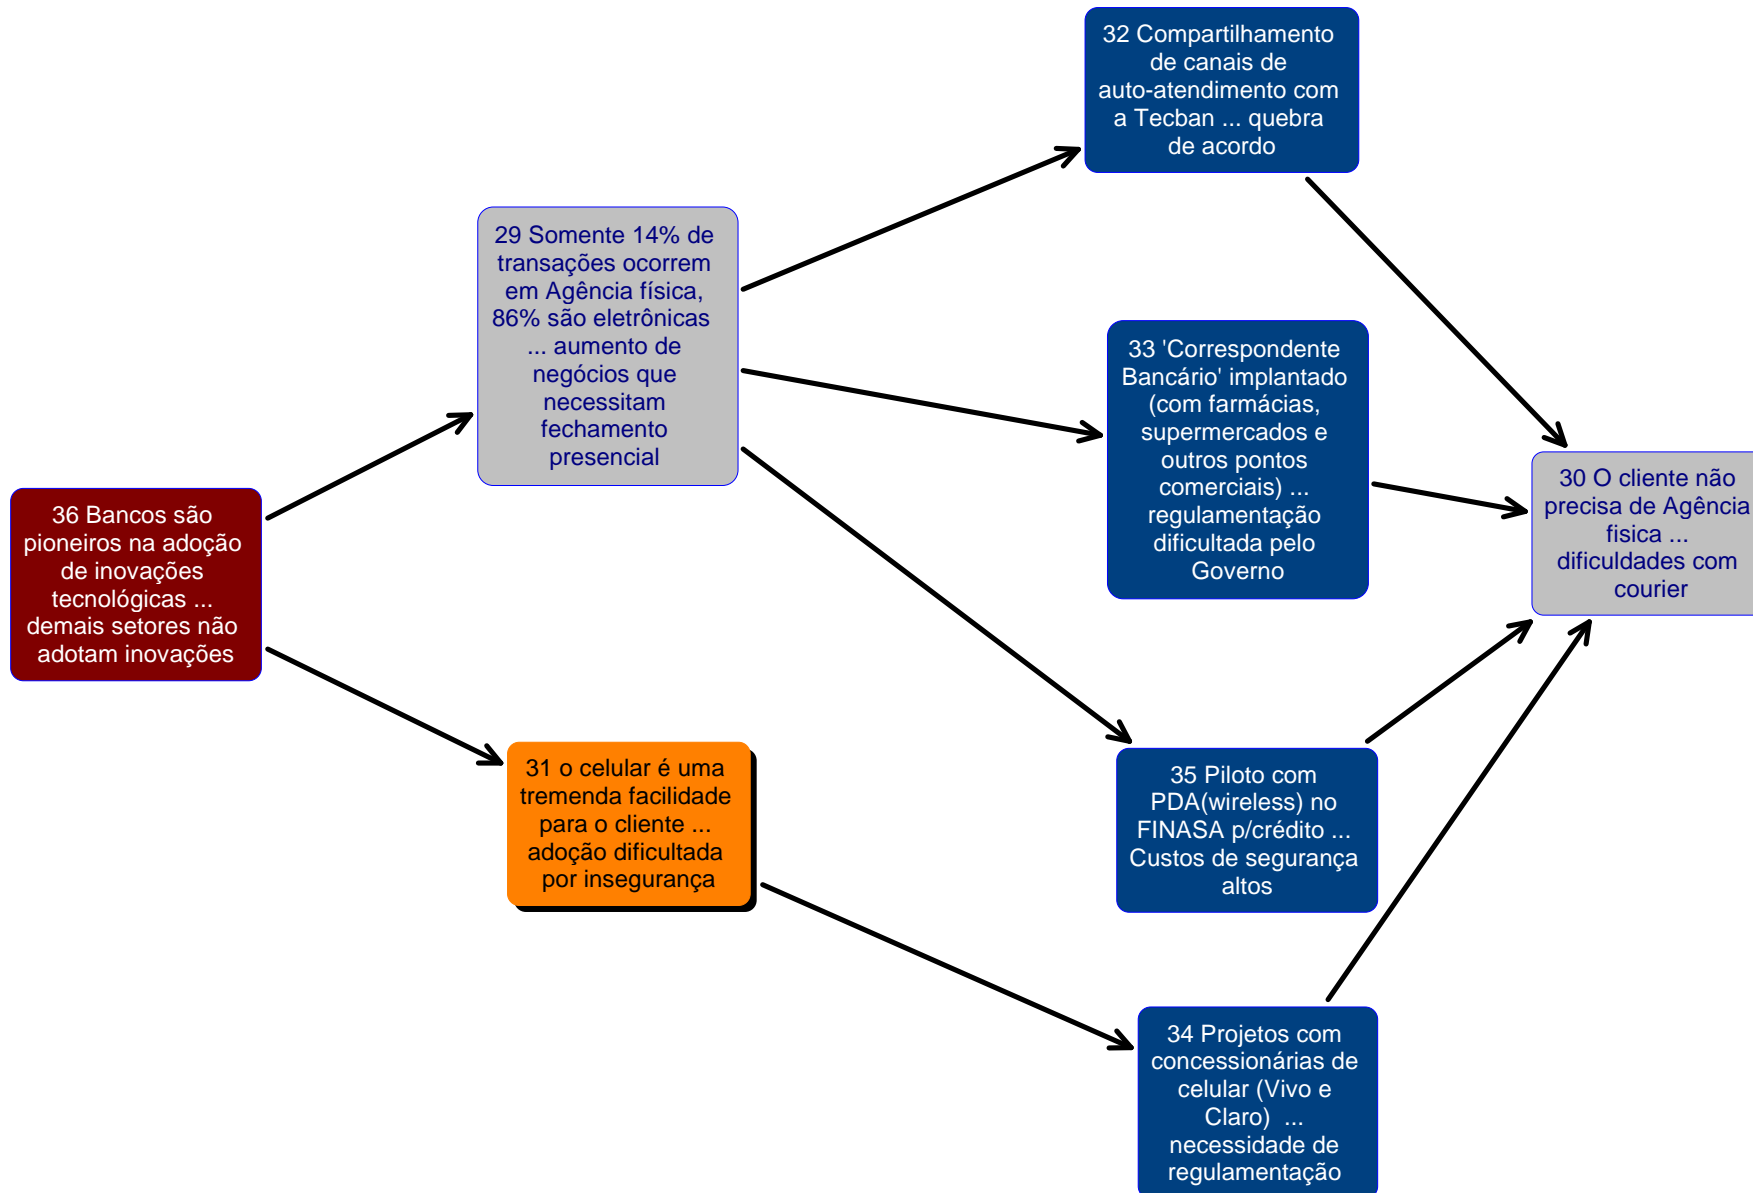 32 Compartilhamento
de canais de
auto-atendimento com
a Tecban ... quebra
de acordo
29 Somente 14% de
transações ocorrem
em Agência física,
86% são eletrônicas
... aumento de
negócios que
necessitam
fechamento
presencial
33 'Correspondente
Bancário' implantado
(com farmácias,
supermercados e
outros pontos
comerciais) ...
regulamentação
dificultada pelo
Governo
30 O cliente não
precisa de Agência
fisica ...
dificuldades com
courier
36 Bancos são
pioneiros na adoção
de inovações
tecnológicas ...
demais setores não
adotam inovações
31 o celular é uma
tremenda facilidade
para o cliente ...
adoção dificultada
por insegurança
35 Piloto com
PDA(wireless) no
FINASA p/crédito ...
Custos de segurança
altos
34 Projetos com
concessionárias de
celular (Vivo e
Claro) ...
necessidade de
regulamentação